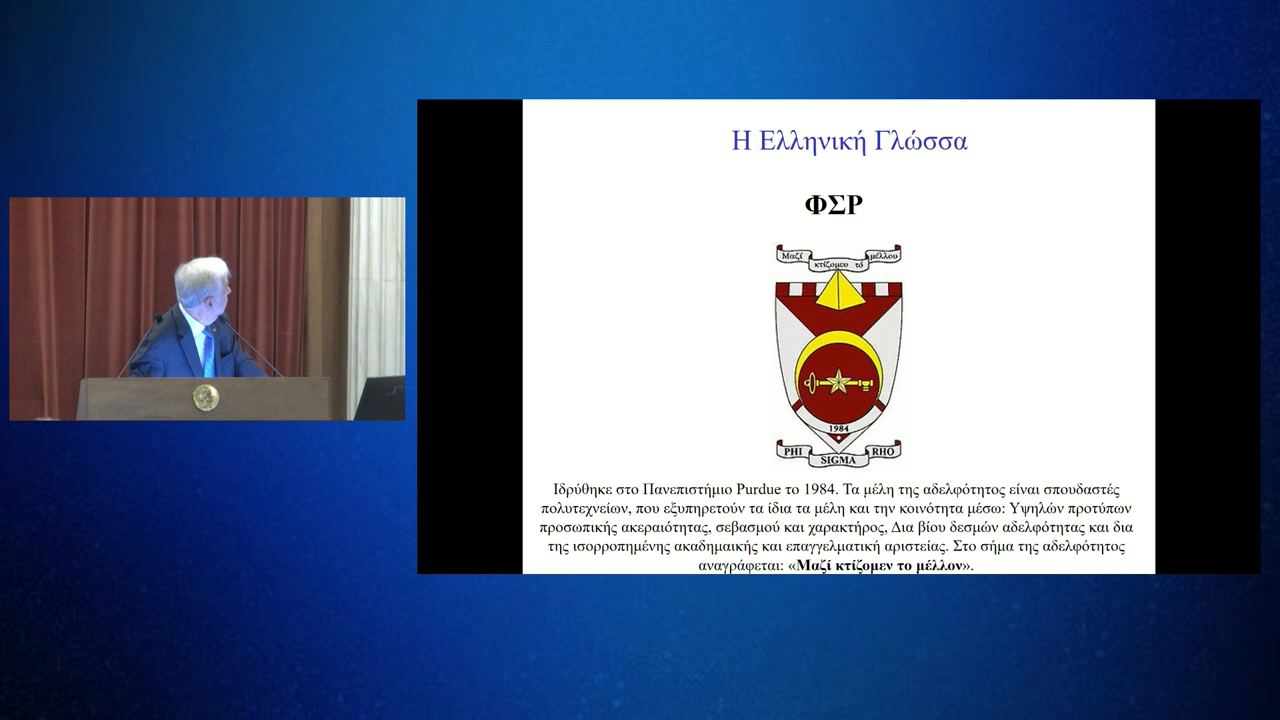 Η Ελληνική Γλώσσα
ΦΣΡ
Μαζί κτίζομεν τό μέλλον
1984
PHI SIGMA RHO
Ιδρύθηκε στο Πανεπιστήμιο Purdue το 1984. Τα μέλη της αδελφότητος είναι σπουδαστές
πολυτεχνείων, που εξυπηρετούν τα ίδια τα μέλη και την κοινότητα μέσω: Υψηλών προτύπων
προσωπικής ακεραιότητας, σεβασμού και χαρακτήρος, Δια βίου δεσμών αδελφότητας και δια
της ισορροπημένης ακαδημαικής και επαγγελματική αριστείας. Στο σήμα της αδελφότητος
αναγράφεται: «Μαζί κτίζομεν το μέλλον».